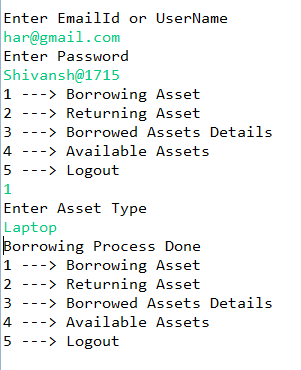 Enter EmailId or UserName
har@gmail.com
Enter Password
Shivansh@1715
1 ---> Borrowing Asset
2 ---> Returning Asset
3 ---> Borrowed Assets Details
4 ---> Available Assets
5 ---> Logout
1
Enter Asset Type
Laptop
Borrowing Process Done
1 ---> Borrowing Asset
2 ---> Returning Asset
3 ---> Borrowed Assets Details
4 ---> Available Assets
5 ---> Logout